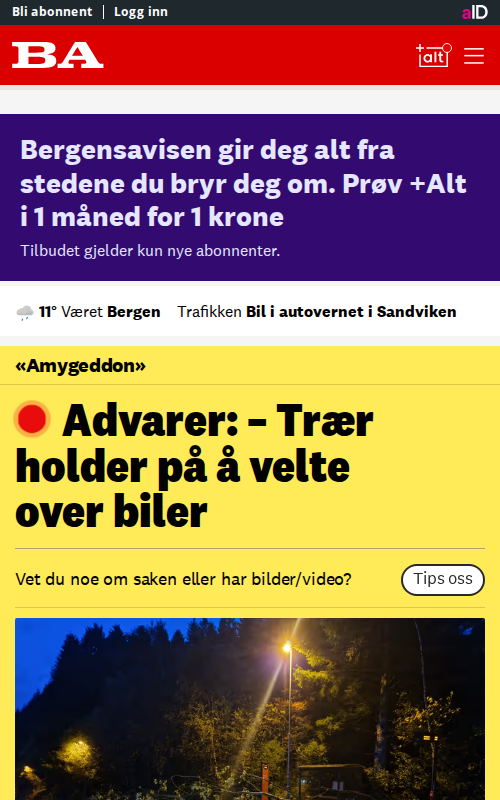 Bli abonnent
Logg inn
aID
BA
+alt
Bergensavisen gir deg alt fra
stedene du bryr deg om. Prøv +Alt
i 1 måned for 1 krone
Tilbudet gjelder kun nye abonnenter.
11° Været Bergen Trafikken Bil i autovernet i Sandviken
«Amygeddon»
Advarer: – Trær
holder på å velte
over biler
Vet du noe om saken eller har bilder/video?
Tips oss